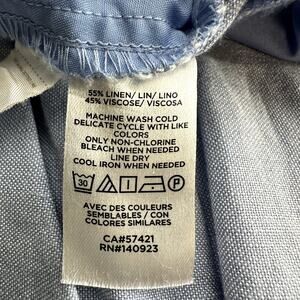 55% LINEN/ LIN/ LINO
45% VISCOSE/ VISCOSA
MACHINE WASH COLD
DELICATE CYCLE WITH LIKE
COLORS
ONLY NON-CHLORINE
BLEACH WHEN NEEDED
LINE DRY
COOL IRON WHEN NEEDED
30 P
AVEC DES COULEURS
SEMBLABLES / CON
COLORES SIMILARES
CA#57421
RN#140923